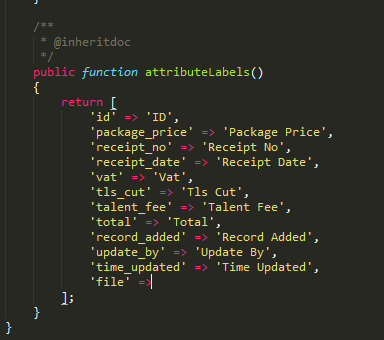 }
/**
* @inheritdoc
*/
public function attributeLabels()
{
return [
'id' => 'ID',
'package_price' => 'Package Price',
'receipt_no' => 'Receipt No',
'receipt_date' => 'Receipt Date',
'vat' => 'Vat',
'tls_cut' => 'Tls Cut',
'talent_fee' => 'Talent Fee',
'total' => 'Total',
'record_added' => 'Record Added',
'update_by' => 'Update By',
'time_updated' => 'Time Updated',
'file' =>
];
}
}